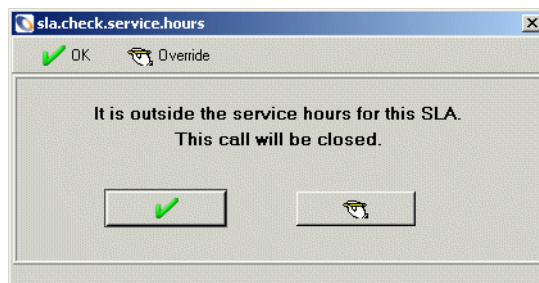 sla.check.service.hours
OK Override
It is outside the service hours for this SLA.
This call will be closed.